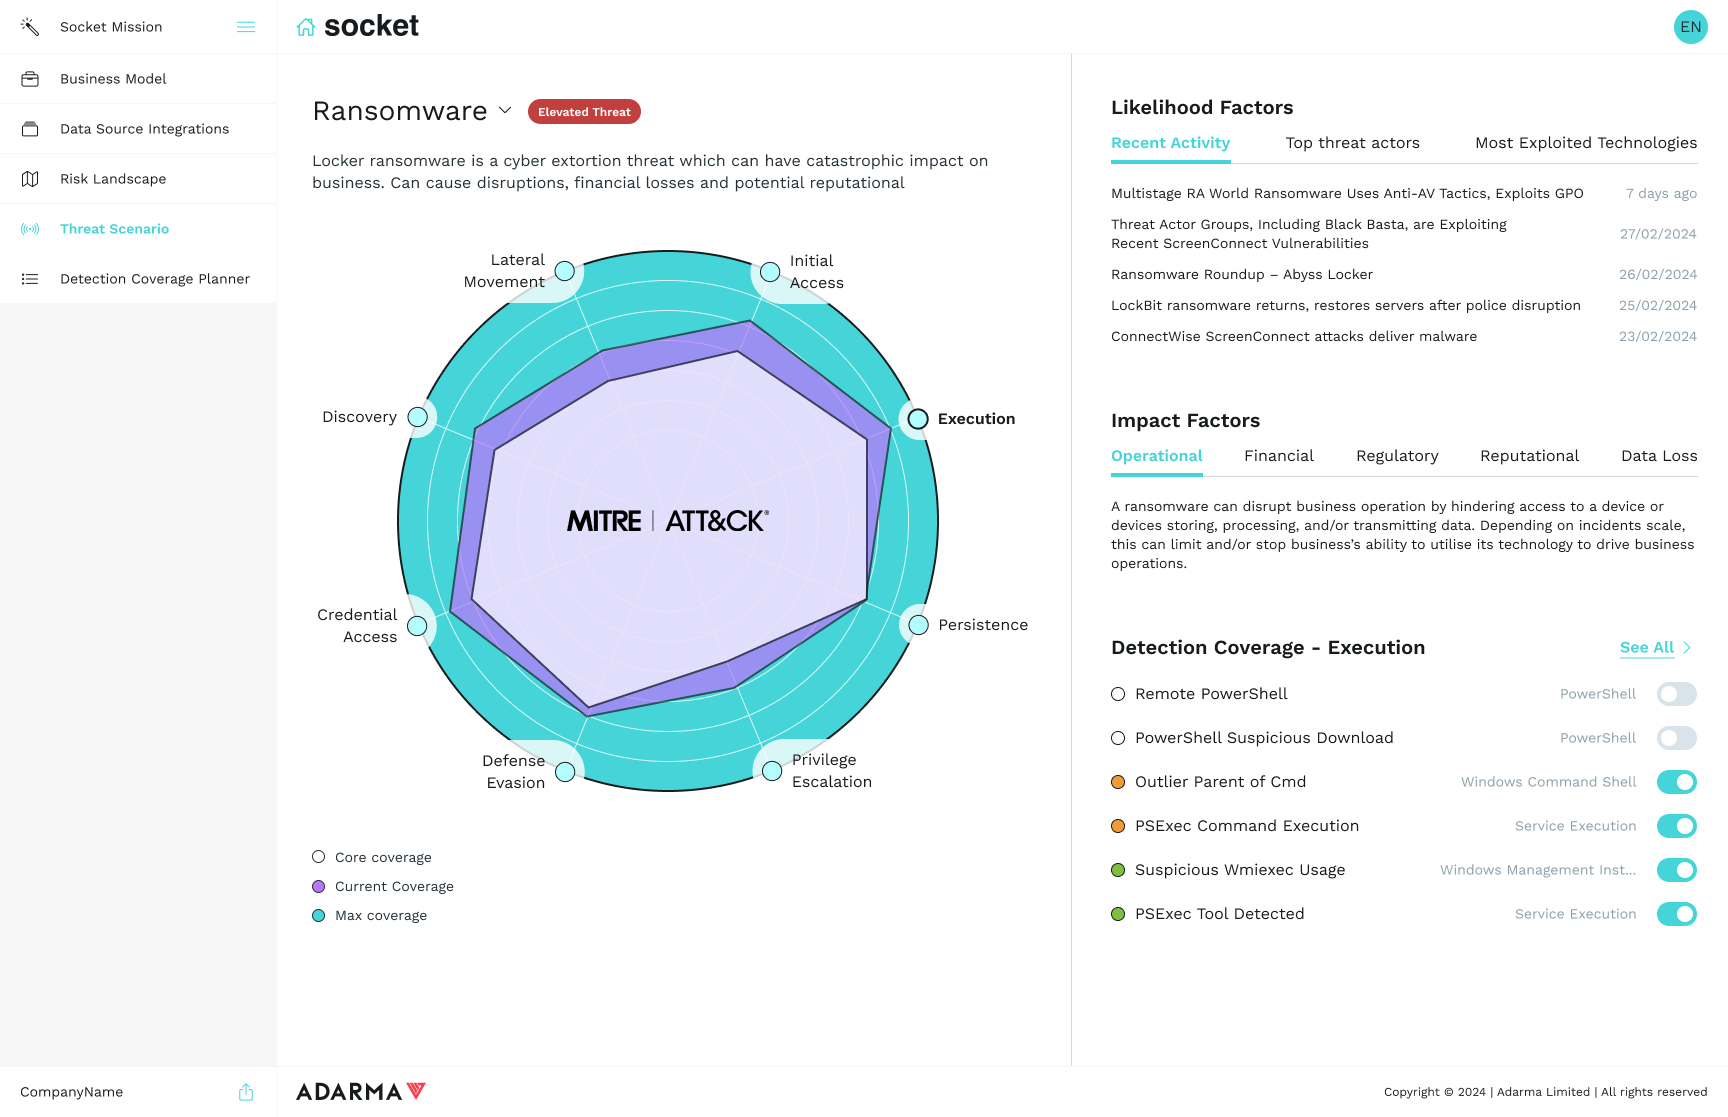 Socket Mission
socket
EN
Business Model
Data Source Integrations
Risk Landscape
Threat Scenario
Detection Coverage Planner
Ransomware
Elevated Threat
Locker ransomware is a cyber extortion threat which can have catastrophic impact on
business. Can cause disruptions, financial losses and potential reputational
Lateral
Movement
Initial
Access
Discovery
Execution
MITRE | ATT&CK®
Credential
Access
Persistence
Defense
Evasion
Privilege
Escalation
Core coverage
Current Coverage
Max coverage
Likelihood Factors
Recent Activity Top threat actors Most Exploited Technologies
Multistage RA World Ransomware Uses Anti-AV Tactics, Exploits GPO 7 days ago
Threat Actor Groups, Including Black Basta, are Exploiting
Recent ScreenConnect Vulnerabilities 27/02/2024
Ransomware Roundup – Abyss Locker 26/02/2024
LockBit ransomware returns, restores servers after police disruption 25/02/2024
ConnectWise ScreenConnect attacks deliver malware 23/02/2024
Impact Factors
Operational Financial Regulatory Reputational Data Loss
A ransomware can disrupt business operation by hindering access to a device or
devices storing, processing, and/or transmitting data. Depending on incidents scale,
this can limit and/or stop business’s ability to utilise its technology to drive business
operations.
Detection Coverage - Execution See All
Remote PowerShell PowerShell
PowerShell Suspicious Download PowerShell
Outlier Parent of Cmd Windows Command Shell
PSExec Command Execution Service Execution
Suspicious Wmiexec Usage Windows Management Inst...
PSExec Tool Detected Service Execution
CompanyName
ADARMA
Copyright © 2024 | Adarma Limited | All rights reserved